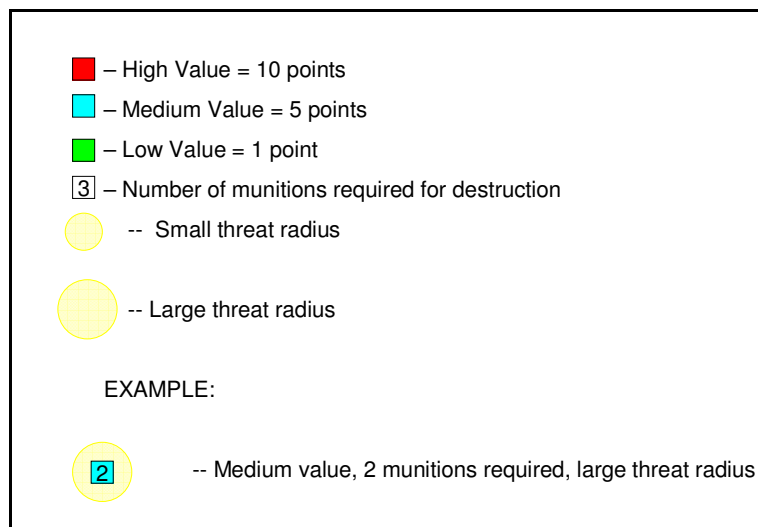 – High Value = 10 points
– Medium Value = 5 points
– Low Value = 1 point
3 – Number of munitions required for destruction
-- Small threat radius
-- Large threat radius
EXAMPLE:
2 -- Medium value, 2 munitions required, large threat radius